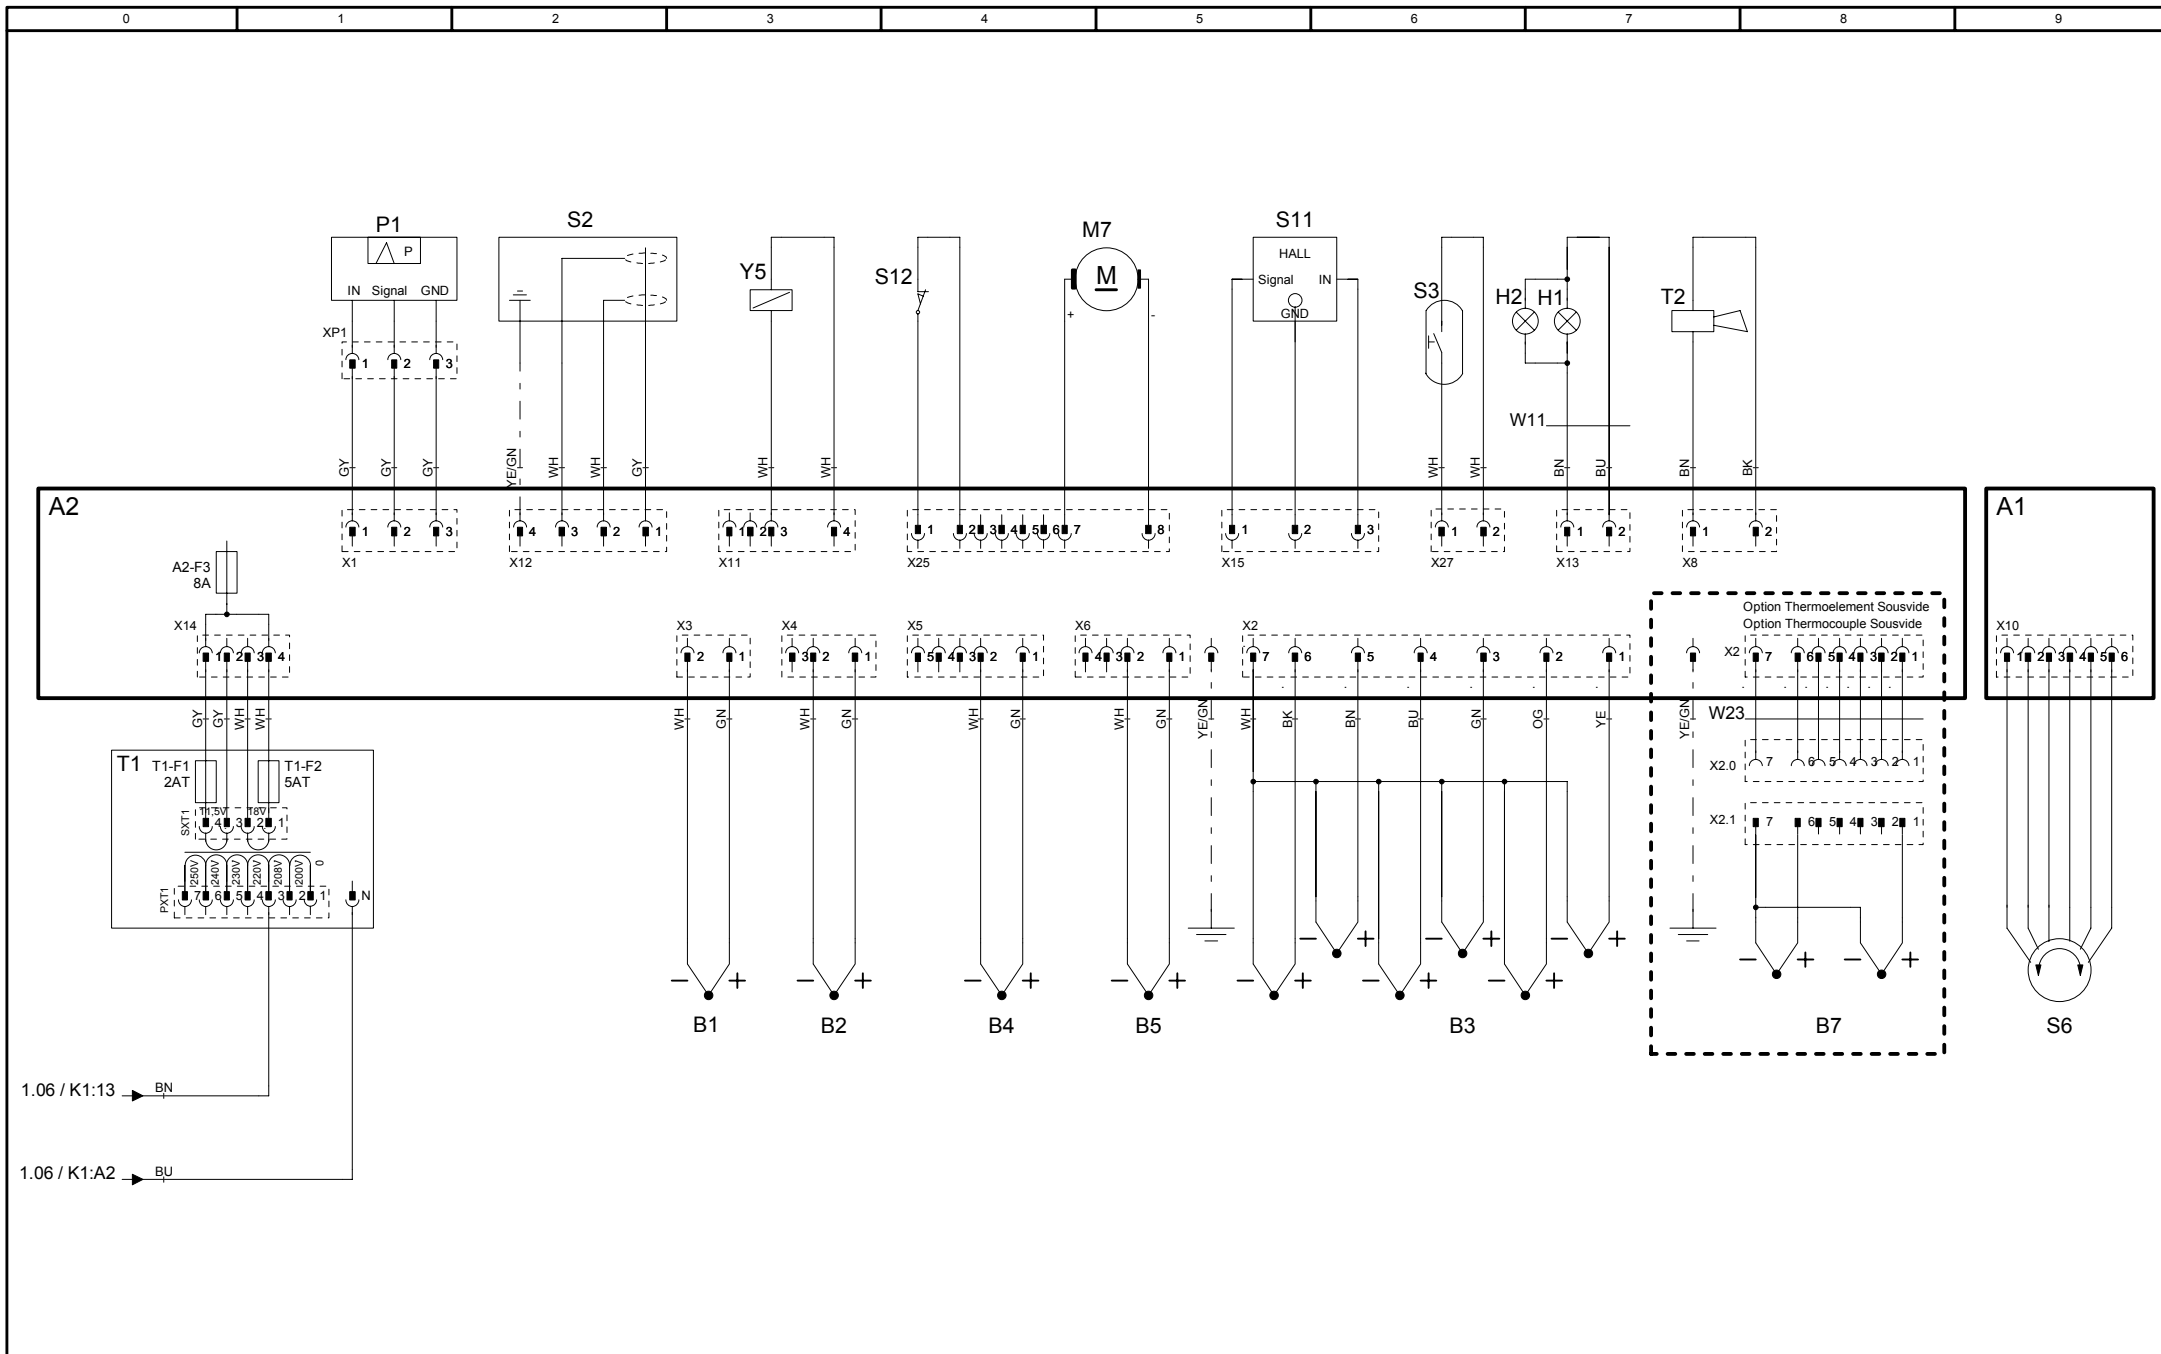 0 1 2 3 4 5 6 7 8 9
P1
P
IN Signal GND
XP1
1 2 3
S2
Y5
S12
M7
M
+ -
S11
HALL
Signal IN
GND
S3
H2 H1
T2
W11
GY GY GY
YE/GN WH WH GY
WH WH
WH WH
BN BU
BN BK
A2
A1
1 2 3
X1
4 3 2 1
X12
1 2 3 4
X11
1 2 3 4 5 6 7 8
X25
1 2 3
X15
1 2
X27
1 2
X13
1 2
X8
A2-F3
8A
X14
1 2 3 4
X3
2 1
X4
3 2 1
X5
5 4 3 2 1
X6
4 3 2 1
X2
7 6 5 4 3 2 1
Option Thermoelement Sousvide
Option Thermocouple Sousvide
X2
7 6 5 4 3 2 1
X10
1 2 3 4 5 6
GY GY WH WH
WH GN
WH GN
WH GN
WH GN
YE/GN
WH BK BN BU GN OG YE
YE/GN
W23
X2.0
7 6 5 4 3 2 1
X2.1
7 6 5 4 3 2 1
T1
T1-F1
2AT
T1-F2
5AT
11,5V 18V
SXT1
4 3 2 1
250V 240V 230V 220V 208V 200V 0
PXT1
7 6 5 4 3 2 1 N
− +
− +
− +
− +
− + − + − +
− + − + − +
− + − +
B1
B2
B4
B5
B3
B7
S6
1.06 / K1:13 BN
1.06 / K1:A2 BU